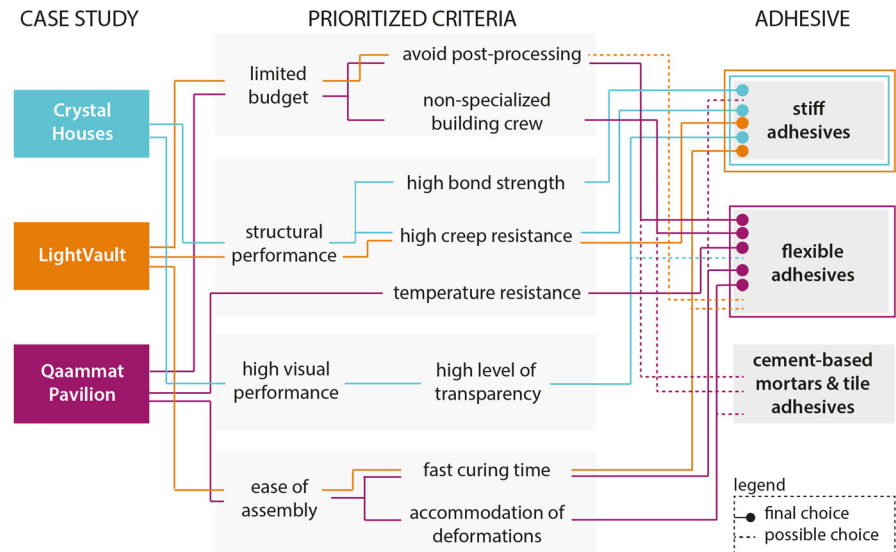 CASE STUDY
PRIORITIZED CRITERIA
ADHESIVE
Crystal
Houses
LightVault
Qaammat
Pavilion
limited
budget
avoid post-processing
non-specialized
building crew
structural
performance
high bond strength
high creep resistance
temperature resistance
high visual
performance
high level of
transparency
ease of
assembly
fast curing time
accommodation of
deformations
stiff
adhesives
flexible
adhesives
cement-based
mortars & tile
adhesives
legend
final choice
possible choice